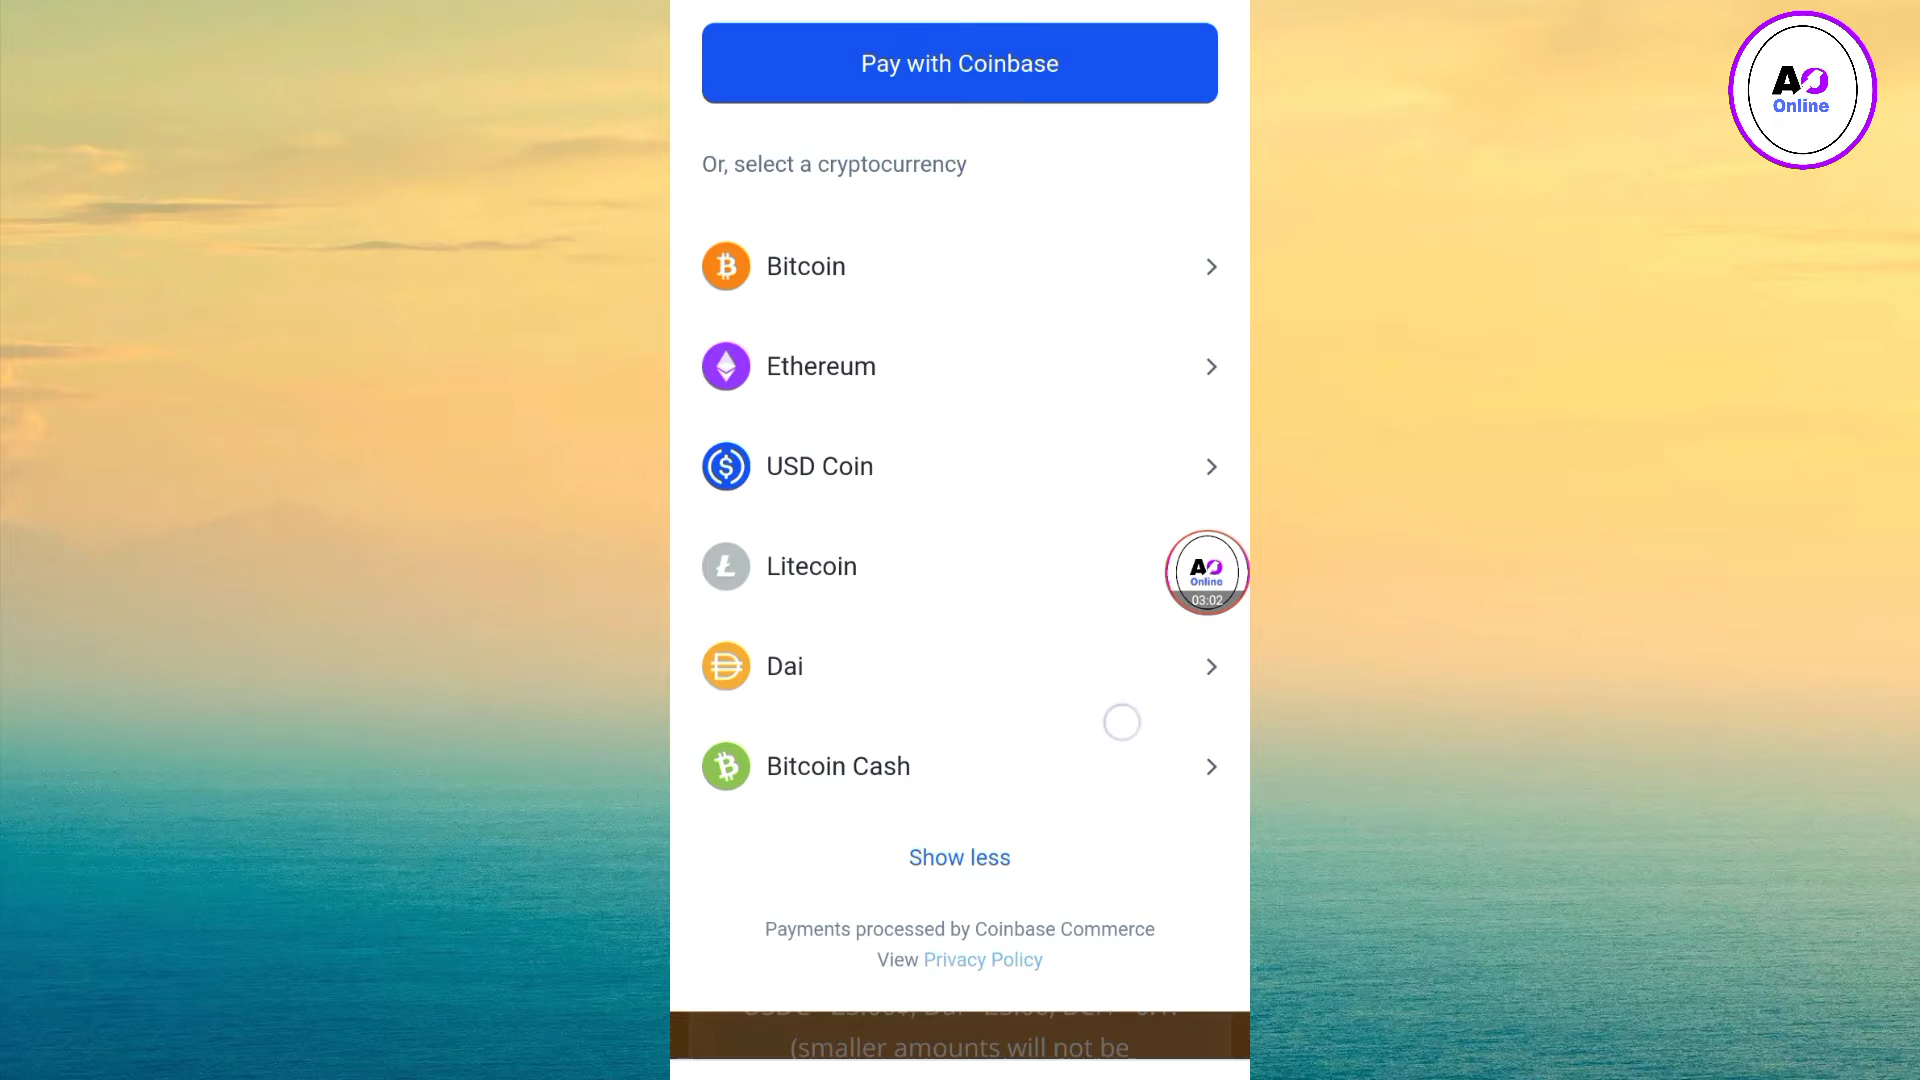 Pay with Coinbase
AO
Online
Or, select a cryptocurrency
Bitcoin
Ethereum
USD Coin
Litecoin
AO
Online
03:02
Dai
Bitcoin Cash
Show less
Payments processed by Coinbase Commerce
View Privacy Policy
(smaller amounts will not be